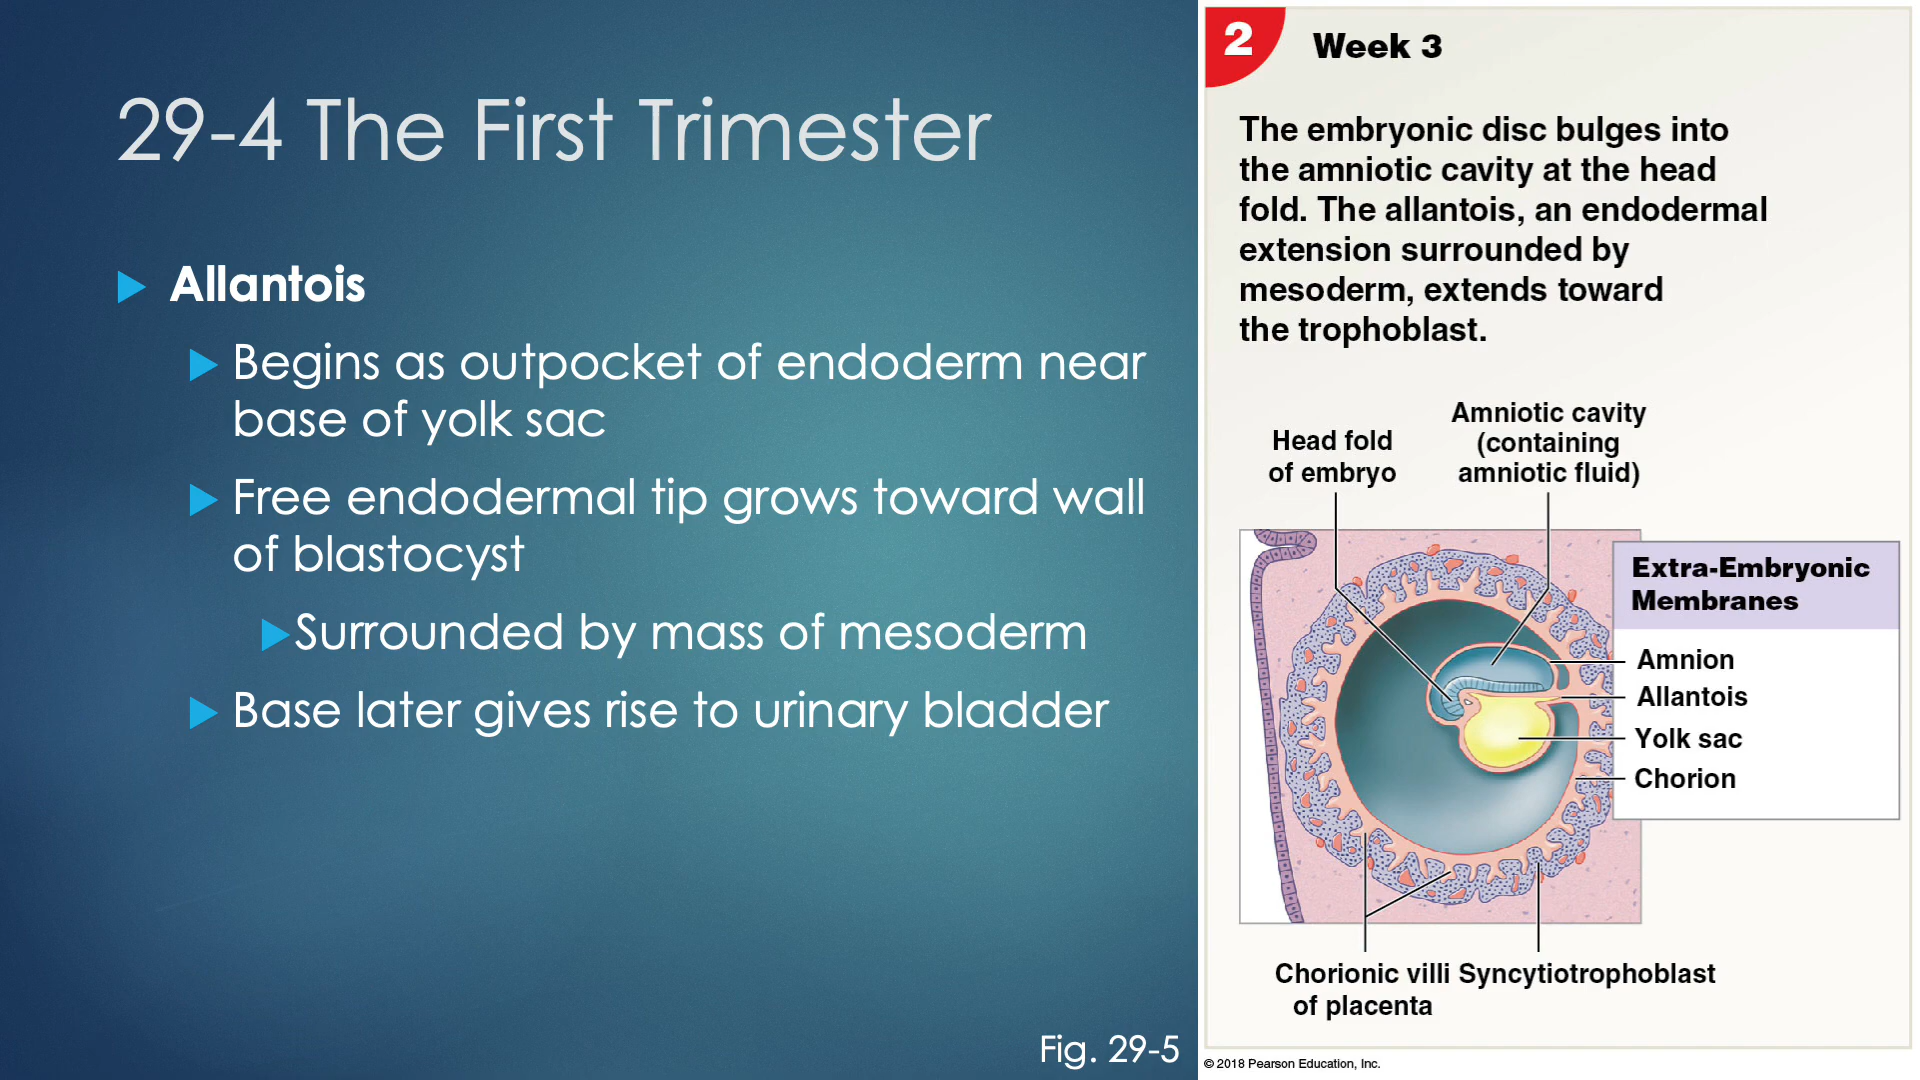 29-4 The First Trimester
Allantois
Begins as outpocket of endoderm near
base of yolk sac
Free endodermal tip grows toward wall
of blastocyst
Surrounded by mass of mesoderm
Base later gives rise to urinary bladder
Fig. 29-5
2
Week 3
The embryonic disc bulges into
the amniotic cavity at the head
fold. The allantois, an endodermal
extension surrounded by
mesoderm, extends toward
the trophoblast.
Head fold
of embryo
Amniotic cavity
(containing
amniotic fluid)
Extra-Embryonic
Membranes
Amnion
Allantois
Yolk sac
Chorion
Chorionic villi
of placenta
Syncytiotrophoblast
© 2018 Pearson Education, Inc.